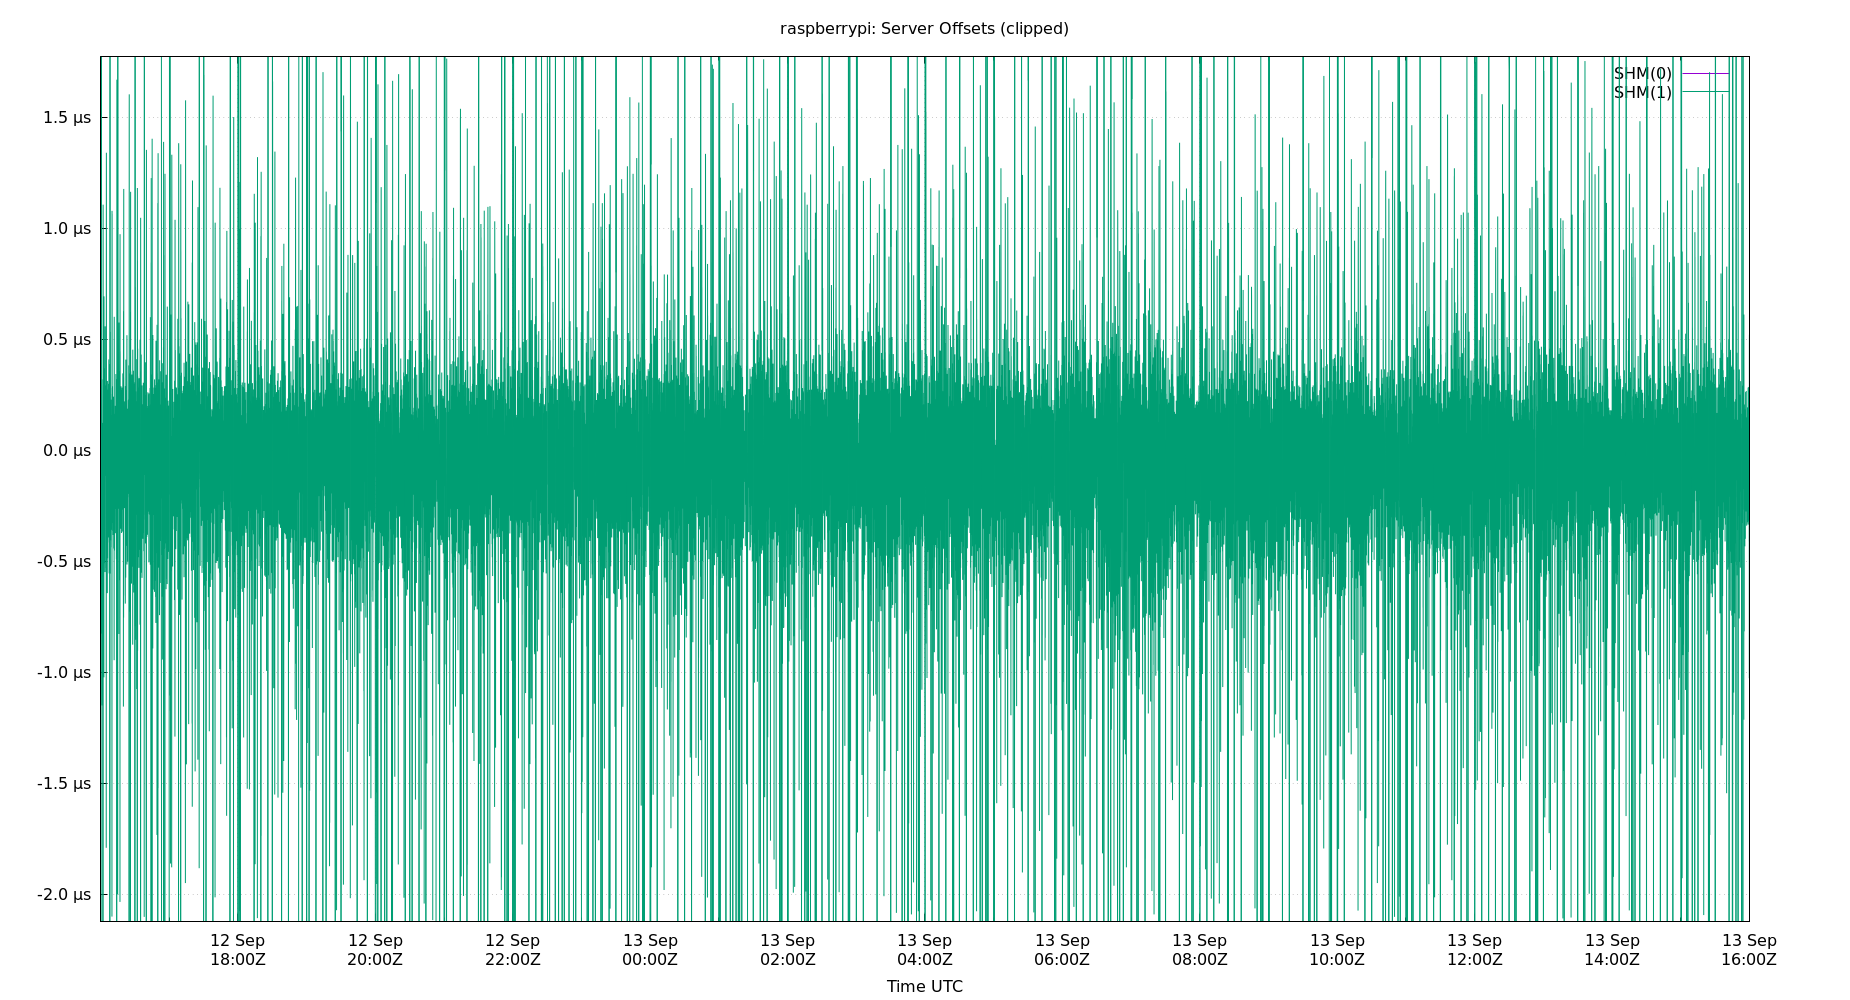 raspberrypi: Server Offsets (clipped)
SHM(0)
SHM(1)
1.5 µs
1.0 µs
0.5 µs
0.0 µs
-0.5 µs
-1.0 µs
-1.5 µs
-2.0 µs
12 Sep 12 Sep 12 Sep 13 Sep 13 Sep 13 Sep 13 Sep 13 Sep 13 Sep 13 Sep 13 Sep 13 Sep
18:00Z 20:00Z 22:00Z 00:00Z 02:00Z 04:00Z 06:00Z 08:00Z 10:00Z 12:00Z 14:00Z 16:00Z
Time UTC